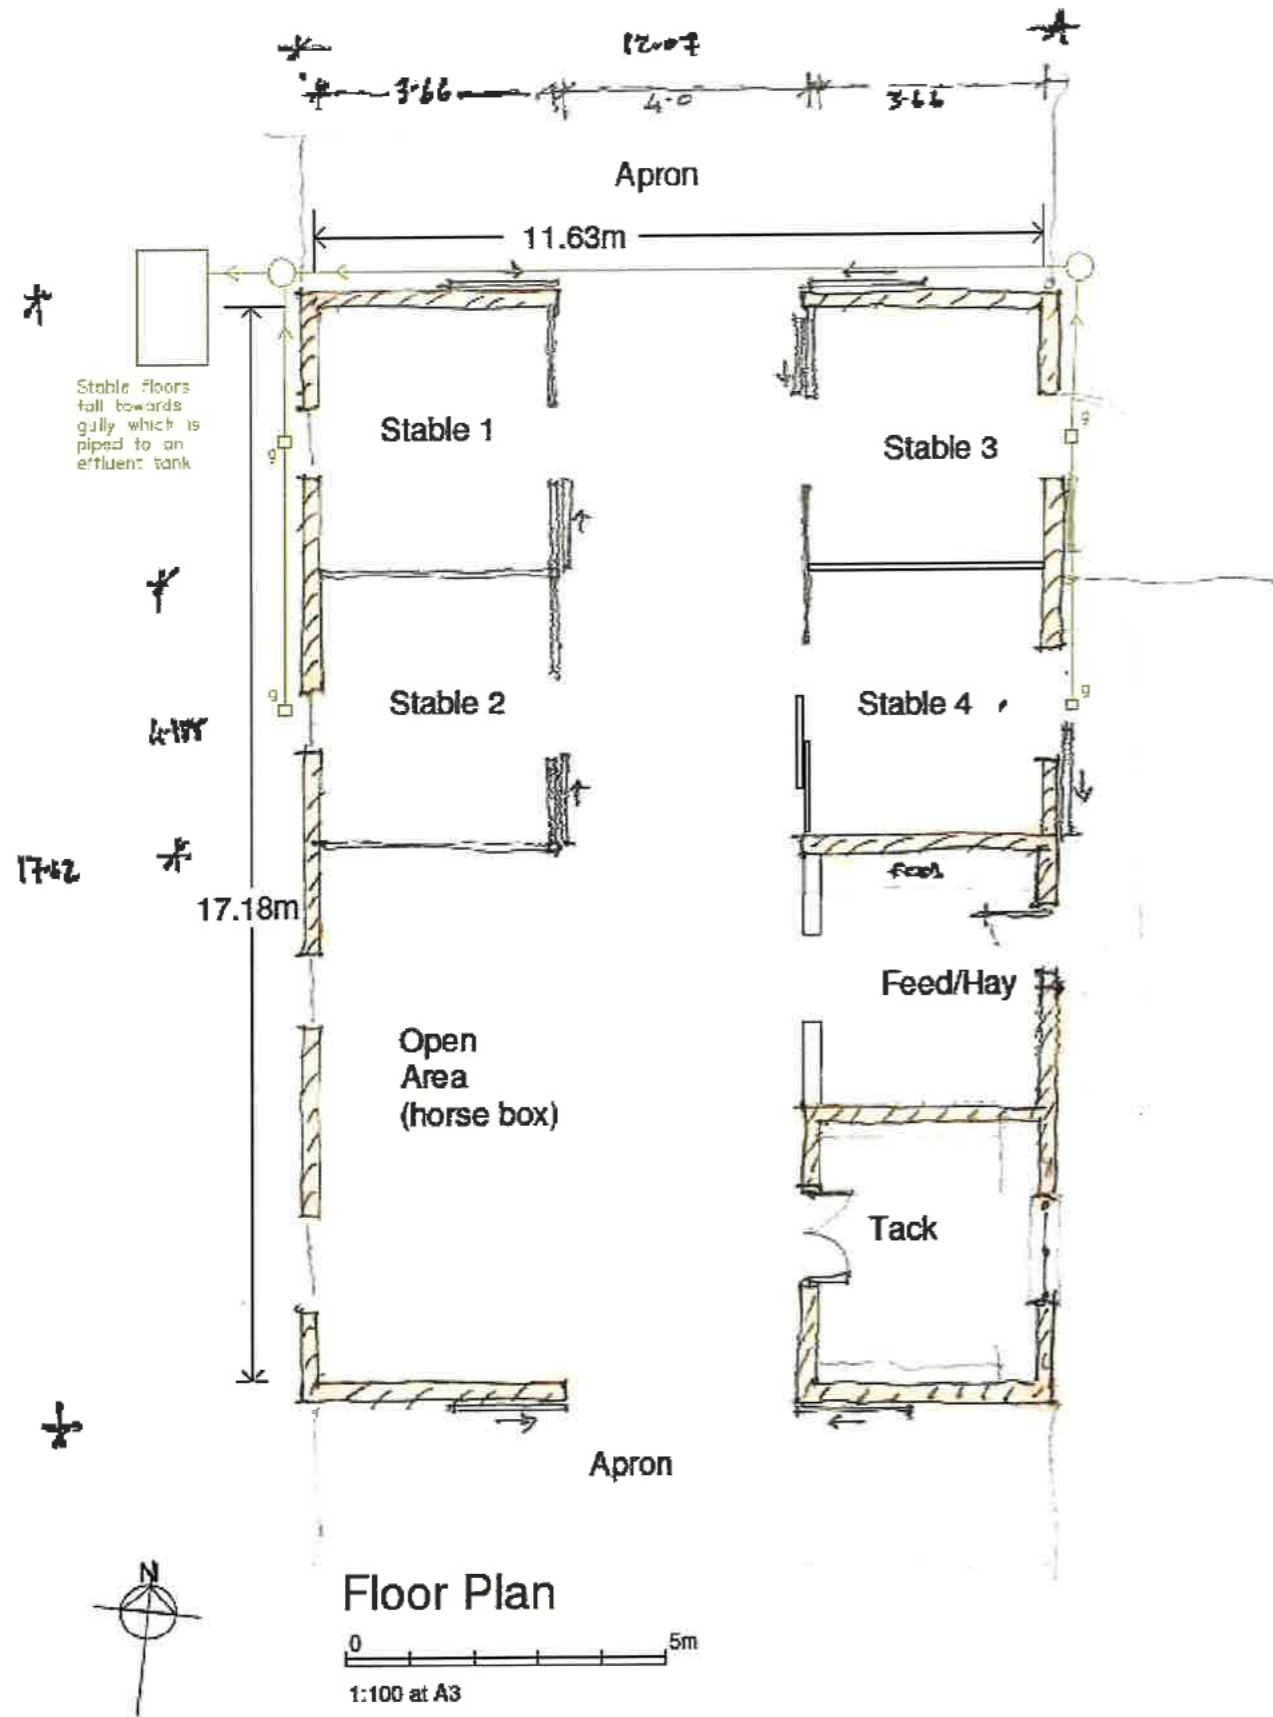 12.07
3.66
4.0
3.66
Apron
11.63m
Stable floors
fall towards
gully which is
piped to an
effluent tank
g
g
Stable 1
Stable 3
g
g
Stable 2
Stable 4
17.62
17.18m
Feed/Hay
Open
Area
(horse box)
Tack
Apron
N
Floor Plan
0
5m
1:100 at A3